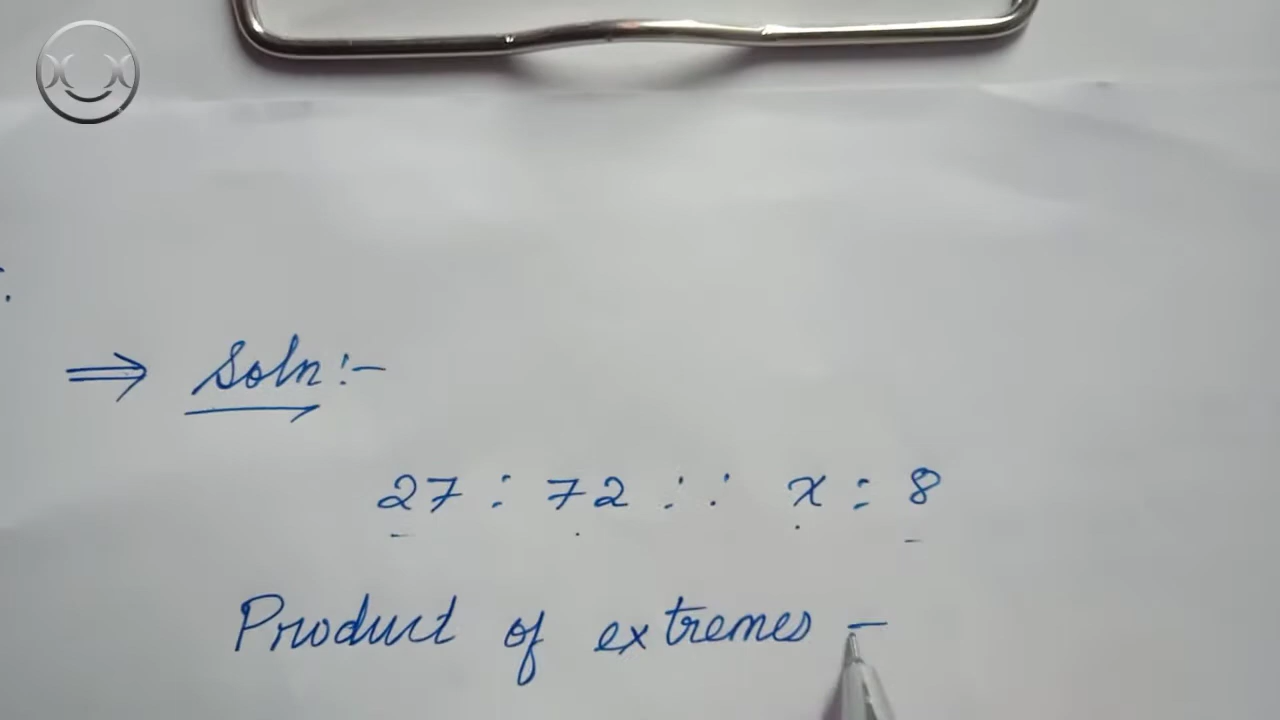 ⇒ Soln :-
27 : 72 :: x : 8
Product of extremes =